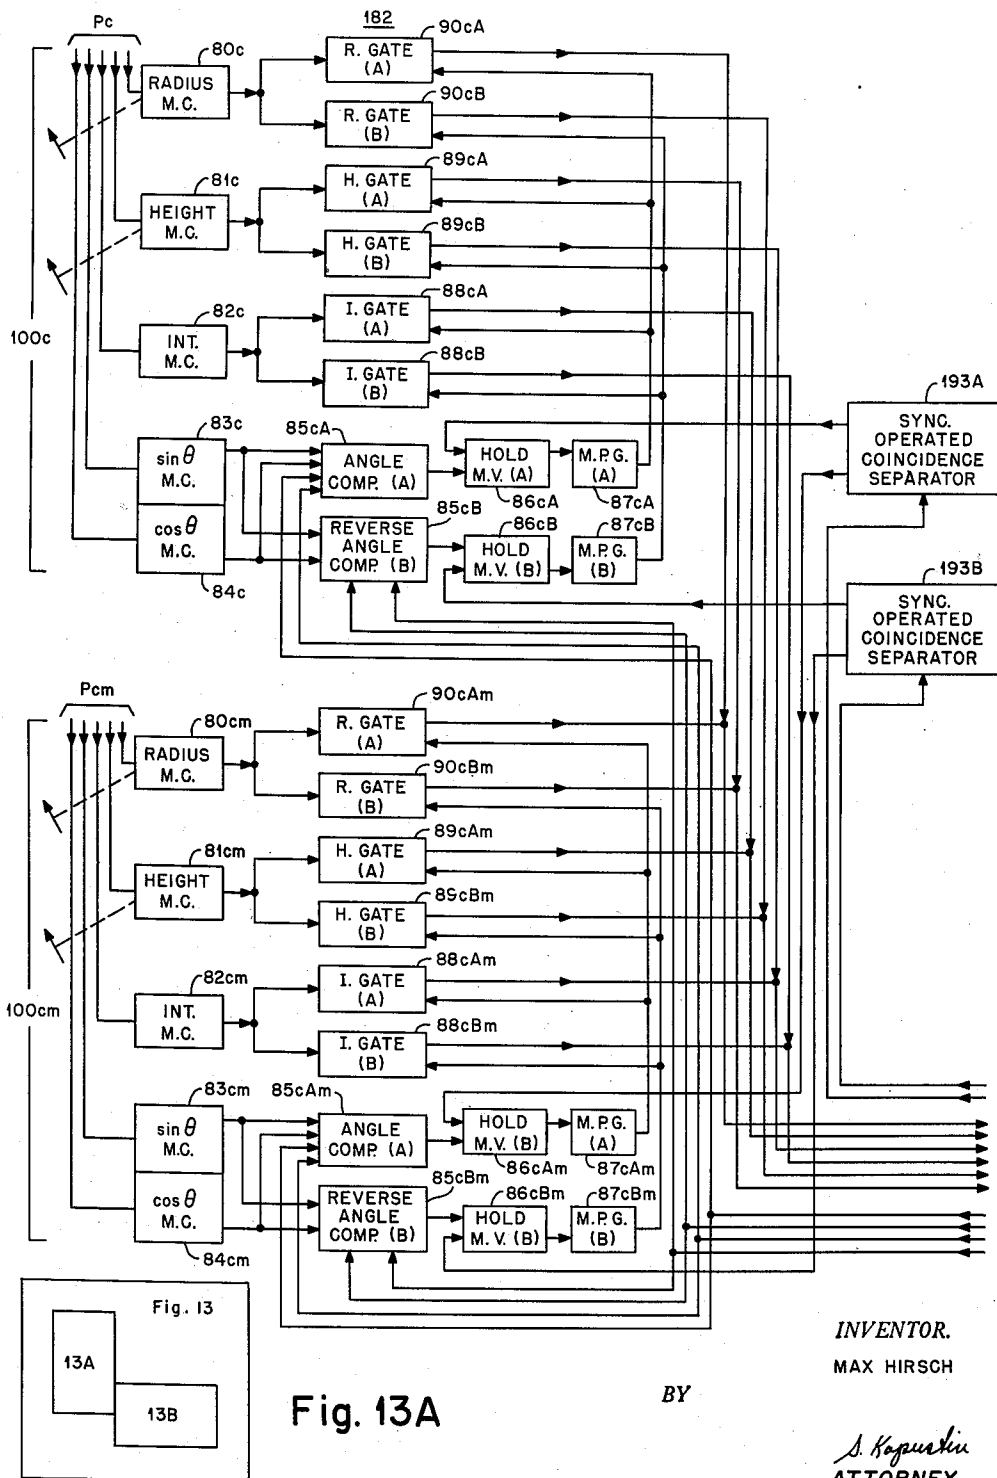 182
Pc
80c
90cA
RADIUS
M.C.
R. GATE
(A)
90cB
R. GATE
(B)
81c
89cA
HEIGHT
M.C.
H. GATE
(A)
89cB
H. GATE
(B)
100c
82c
88cA
INT.
M.C.
I. GATE
(A)
88cB
I. GATE
(B)
193A
SYNC.
OPERATED
COINCIDENCE
SEPARATOR
83c
85cA
sin θ
M.C.
ANGLE
COMP. (A)
HOLD
M.V. (A)
M.P.G.
(A)
86cA
87cA
85cB
86cB
87cB
cos θ
M.C.
REVERSE
ANGLE
COMP. (B)
HOLD
M.V. (B)
M.P.G.
(B)
84c
193B
SYNC.
OPERATED
COINCIDENCE
SEPARATOR
Pcm
80cm
90cAm
RADIUS
M.C.
R. GATE
(A)
90cBm
R. GATE
(B)
81cm
89cAm
HEIGHT
M.C.
H. GATE
(A)
89cBm
H. GATE
(B)
100cm
82cm
88cAm
INT.
M.C.
I. GATE
(A)
88cBm
I. GATE
(B)
83cm
85cAm
sin θ
M.C.
ANGLE
COMP. (A)
HOLD
M.V. (B)
M.P.G.
(A)
86cAm
87cAm
85cBm
86cBm
87cBm
cos θ
M.C.
REVERSE
ANGLE
COMP. (B)
HOLD
M.V. (B)
M.P.G.
(B)
84cm
Fig. 13
13A
13B
Fig. 13A
INVENTOR.
MAX HIRSCH
BY
S. Kapustin
ATTORNEY